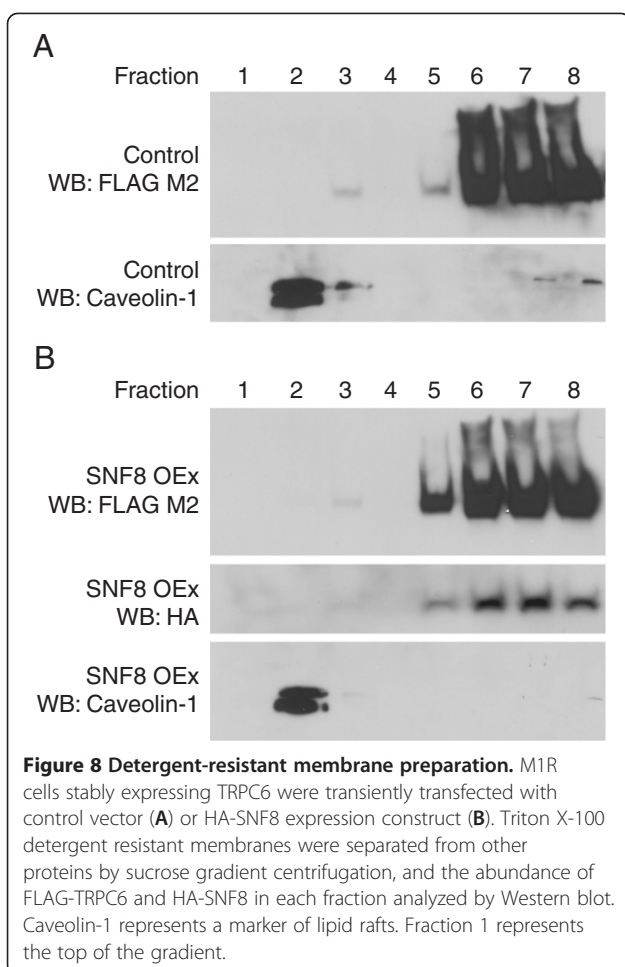 A
Fraction 1 2 3 4 5 6 7 8
Control
WB: FLAG M2
Control
WB: Caveolin-1
B
Fraction 1 2 3 4 5 6 7 8
SNF8 OEx
WB: FLAG M2
SNF8 OEx
WB: HA
SNF8 OEx
WB: Caveolin-1
Figure 8 Detergent-resistant membrane preparation. M1R
cells stably expressing TRPC6 were transiently transfected with
control vector (A) or HA-SNF8 expression construct (B). Triton X-100
detergent resistant membranes were separated from other
proteins by sucrose gradient centrifugation, and the abundance of
FLAG-TRPC6 and HA-SNF8 in each fraction analyzed by Western blot.
Caveolin-1 represents a marker of lipid rafts. Fraction 1 represents
the top of the gradient.